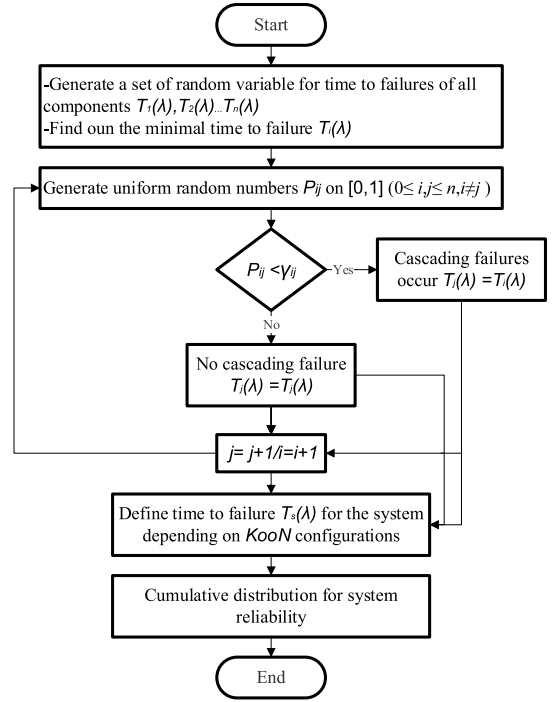 Start
-Generate a set of random variable for time to failures of all
components T₁(λ),T₂(λ)...Tₙ(λ)
-Find oun the minimal time to failure Tᵢ(λ)
Generate uniform random numbers Pᵢⱼ on [0,1] (0≤ i,j≤ n,i≠j )
Pᵢⱼ <γᵢⱼ
Yes
Cascading failures
occur Tⱼ(λ) =Tᵢ(λ)
No
No cascading failure
Tⱼ(λ) =Tⱼ(λ)
j= j+1/i=i+1
Define time to failure Tₛ(λ) for the system
depending on KooN configurations
Cumulative distribution for system
reliability
End